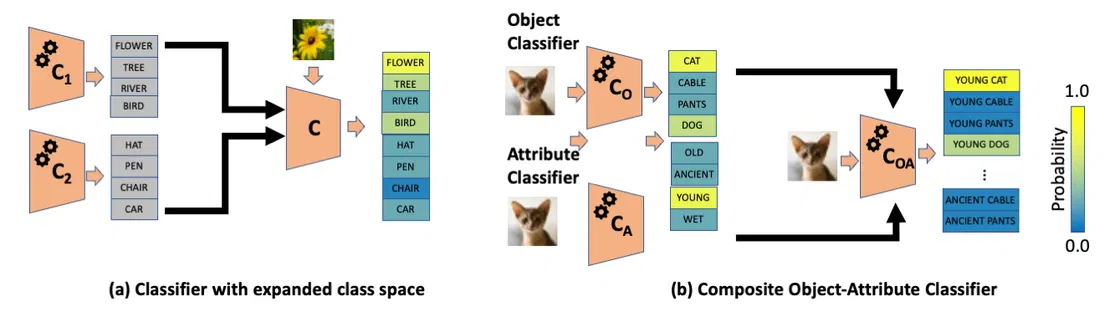 C1
FLOWER
TREE
RIVER
BIRD
C2
HAT
PEN
CHAIR
CAR
C
FLOWER
TREE
RIVER
BIRD
HAT
PEN
CHAIR
CAR
(a) Classifier with expanded class space
Object
Classifier
CO
CAT
CABLE
PANTS
DOG
Attribute
Classifier
CA
OLD
ANCIENT
YOUNG
WET
COA
YOUNG CAT
YOUNG CABLE
YOUNG PANTS
YOUNG DOG
...
ANCIENT CABLE
ANCIENT PANTS
1.0
Probability
0.0
(b) Composite Object-Attribute Classifier